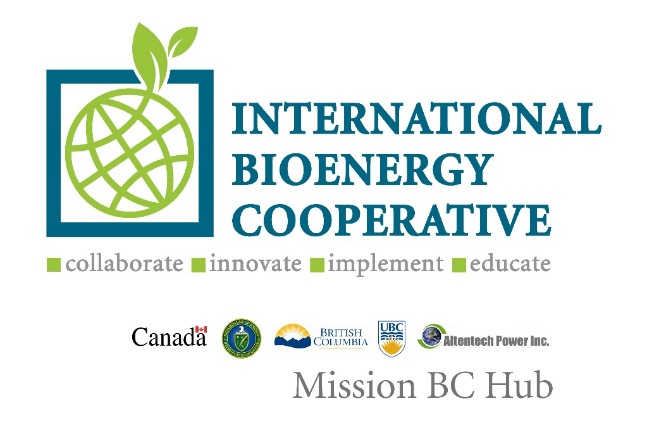 INTERNATIONAL
BIOENERGY
COOPERATIVE
collaborate innovate implement educate
Canada BRITISH COLUMBIA UBC Altentech Power Inc.
Mission BC Hub